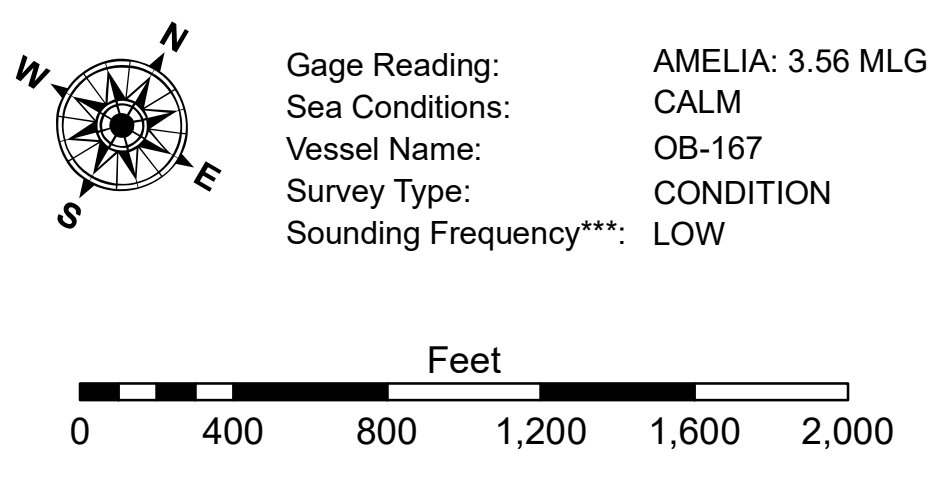 N
W
E
S
Gage Reading: AMELIA: 3.56 MLG
Sea Conditions: CALM
Vessel Name: OB-167
Survey Type: CONDITION
Sounding Frequency***: LOW
Feet
0 400 800 1,200 1,600 2,000